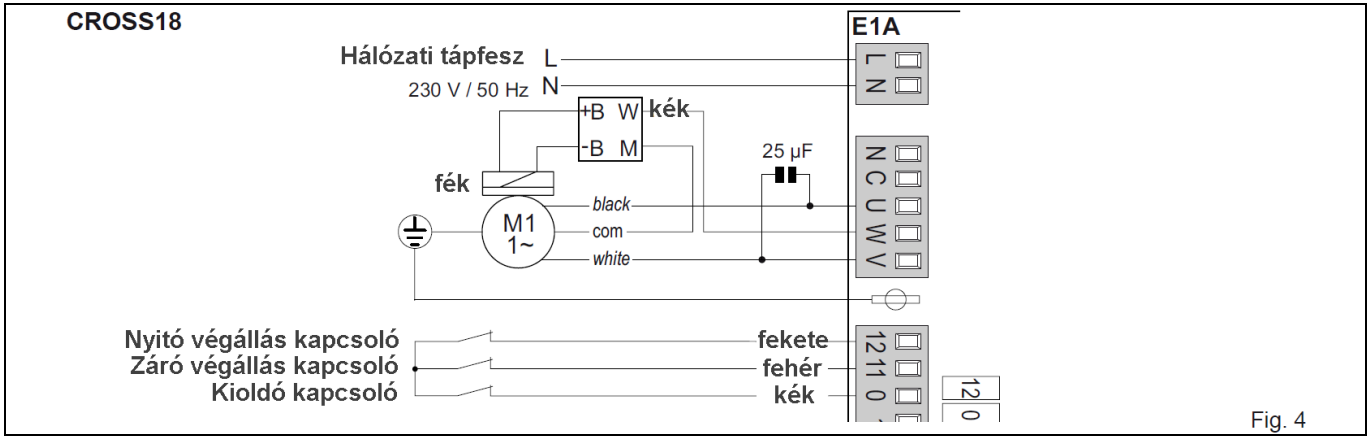 CROSS18
E1A
Hálózati tápfesz L
L
230 V / 50 Hz N
N
+B W kék
-B M
25 µF
N
C
fék
black
U
M1
1~
com
W
white
V
Nyitó végállás kapcsoló fekete 12
Záró végállás kapcsoló fehér 11
Kioldó kapcsoló kék 0
12
0
Fig. 4